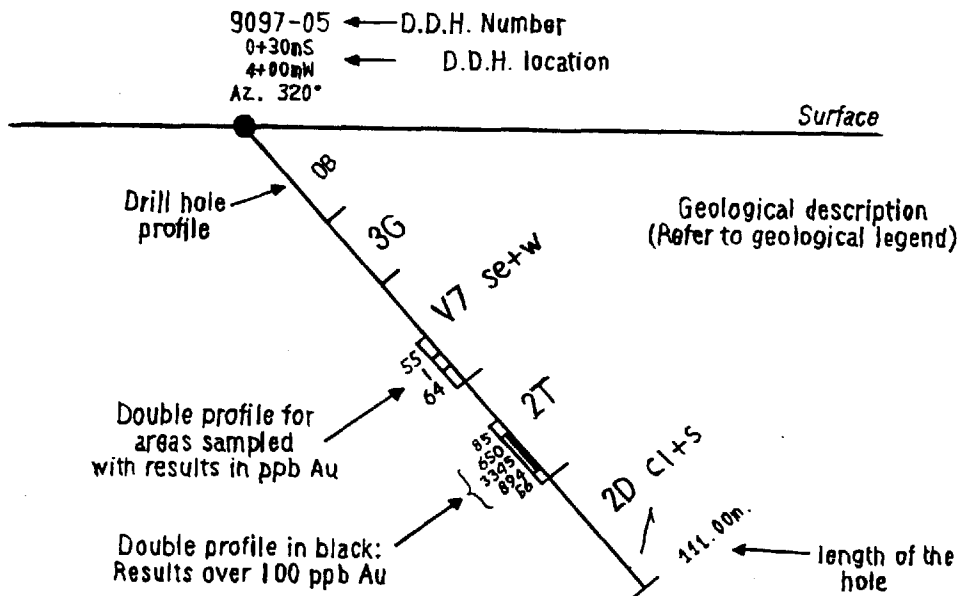 9097-05
D.D.H. Number
0+30mS
4+00mW
D.D.H. location
Az. 320°
Surface
OB
Drill hole
profile
3G
Geological description
(Refer to geological legend)
V7 se+w
55
-
64
2T
Double profile for
areas sampled
with results in ppb Au
85
650
3345
894
66
2D Cl+s
111.00m.
length of the
hole
Double profile in black:
Results over 100 ppb Au